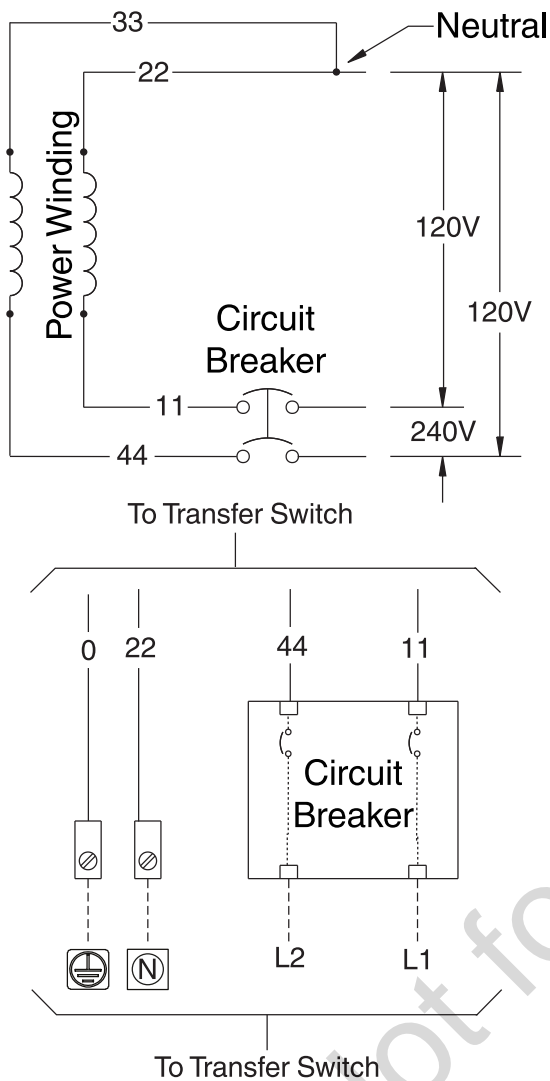 33
Neutral
22
Power Winding
120V
120V
Circuit
Breaker
11
240V
44
To Transfer Switch
0
22
44
11
Circuit
Breaker
N
L2
L1
To Transfer Switch